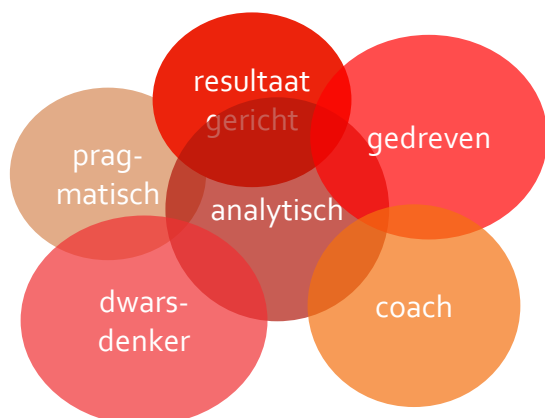 resultaat
gericht
gedreven
prag-
matisch
analytisch
dwars-
denker
coach